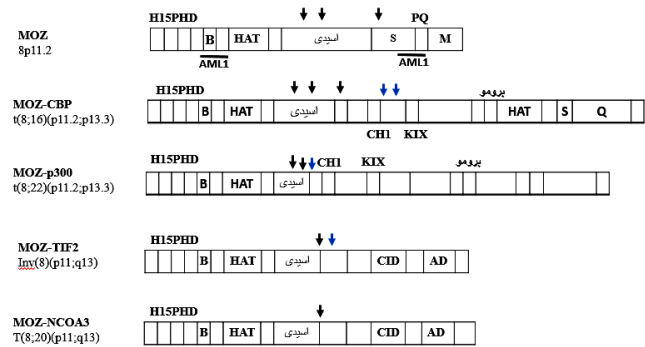 H15PHD PQ
MOZ
8p11.2
B HAT اسیدی S M
AML1 AML1
H15PHD برومو
MOZ-CBP
t(8;16)(p11.2;p13.3)
B HAT اسیدی HAT S Q
CH1 KIX
H15PHD CH1 KIX برومو
MOZ-p300
t(8;22)(p11.2;p13.3)
B HAT اسیدی
H15PHD
MOZ-TIF2
Inv(8)(p11;q13)
B HAT اسیدی CID AD
H15PHD
MOZ-NCOA3
T(8;20)(p11;q13)
B HAT اسیدی CID AD